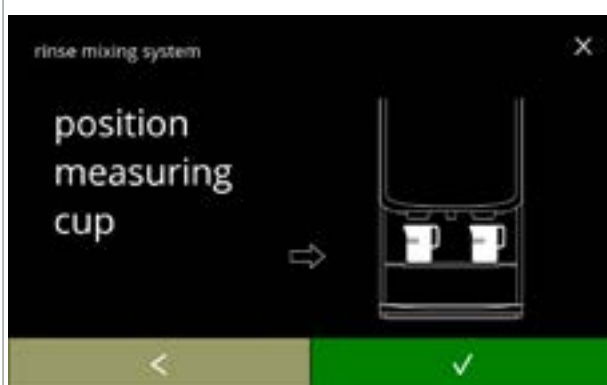 rinse mixing system
position
measuring
cup